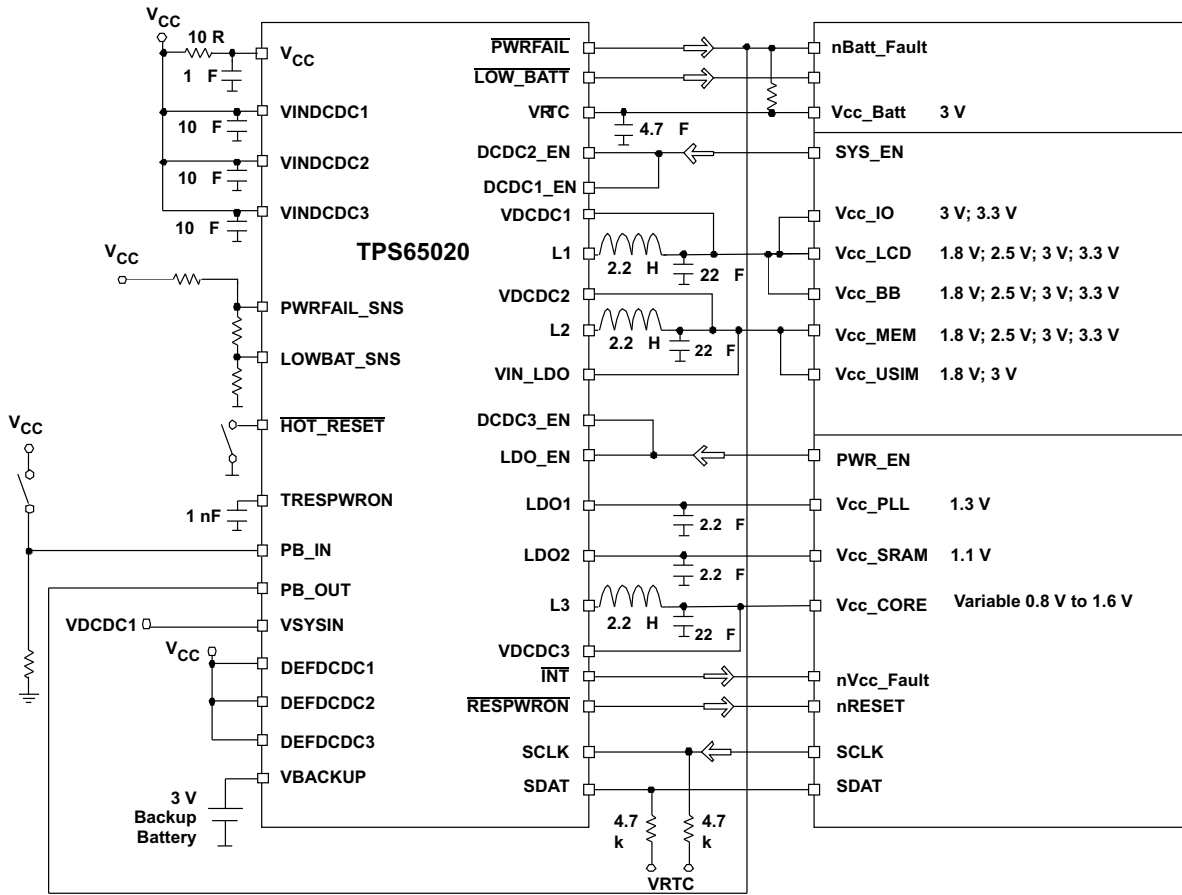 VCC
10 R
1 F
VCC
VINDCDC1
10 F
VINDCDC2
10 F
VINDCDC3
10 F
VCC
PWRFAIL_SNS
LOWBAT_SNS
HOT_RESET
VCC
TRESPWRON
1 nF
PB_IN
PB_OUT
VDCDC1
VSYSIN
VCC
DEFDCDC1
DEFDCDC2
DEFDCDC3
VBACKUP
3 V
Backup
Battery
TPS65020
PWRFAIL
LOW_BATT
VRTC
4.7 F
DCDC2_EN
DCDC1_EN
VDCDC1
L1
2.2 H
22 F
VDCDC2
L2
2.2 H
22 F
VIN_LDO
DCDC3_EN
LDO_EN
LDO1
2.2 F
LDO2
2.2 F
L3
2.2 H
22 F
VDCDC3
INT
RESPWRON
SCLK
SDAT
4.7
k
4.7
k
VRTC
nBatt_Fault
Vcc_Batt 3 V
SYS_EN
Vcc_IO 3 V; 3.3 V
Vcc_LCD 1.8 V; 2.5 V; 3 V; 3.3 V
Vcc_BB 1.8 V; 2.5 V; 3 V; 3.3 V
Vcc_MEM 1.8 V; 2.5 V; 3 V; 3.3 V
Vcc_USIM 1.8 V; 3 V
PWR_EN
Vcc_PLL 1.3 V
Vcc_SRAM 1.1 V
Vcc_CORE Variable 0.8 V to 1.6 V
nVcc_Fault
nRESET
SCLK
SDAT